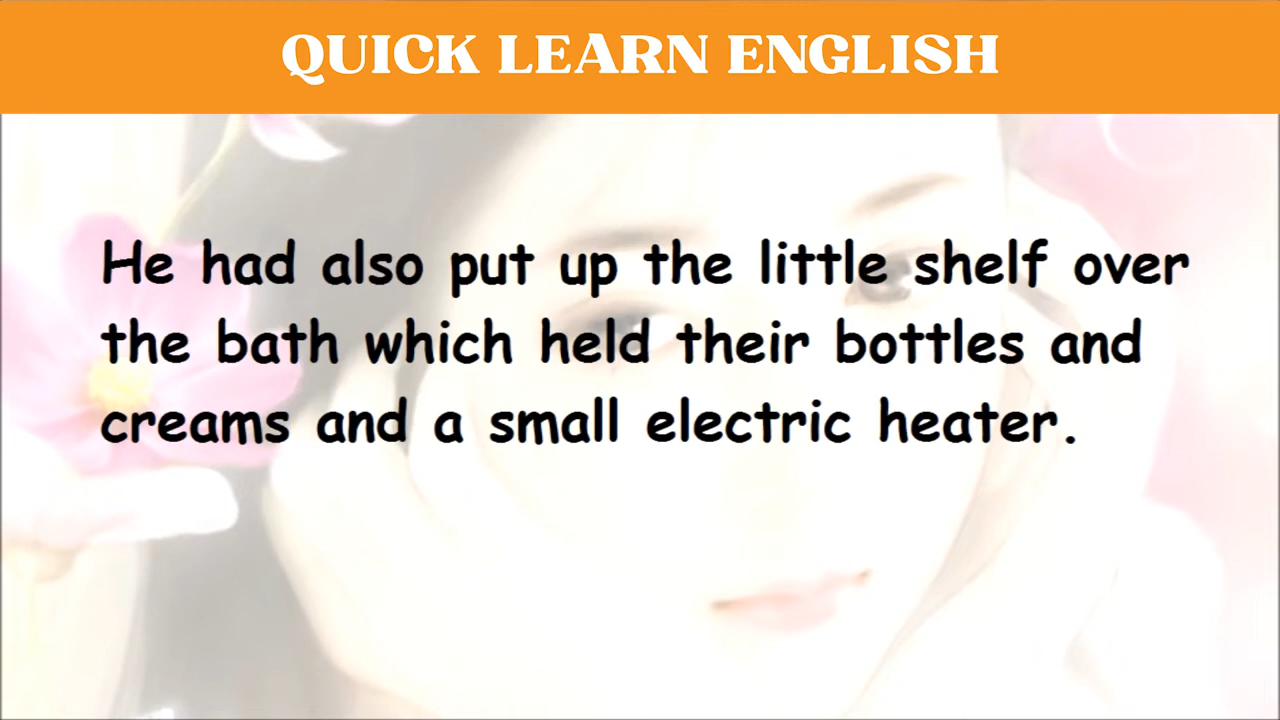 QUICK LEARN ENGLISH
He had also put up the little shelf over
the bath which held their bottles and
creams and a small electric heater.